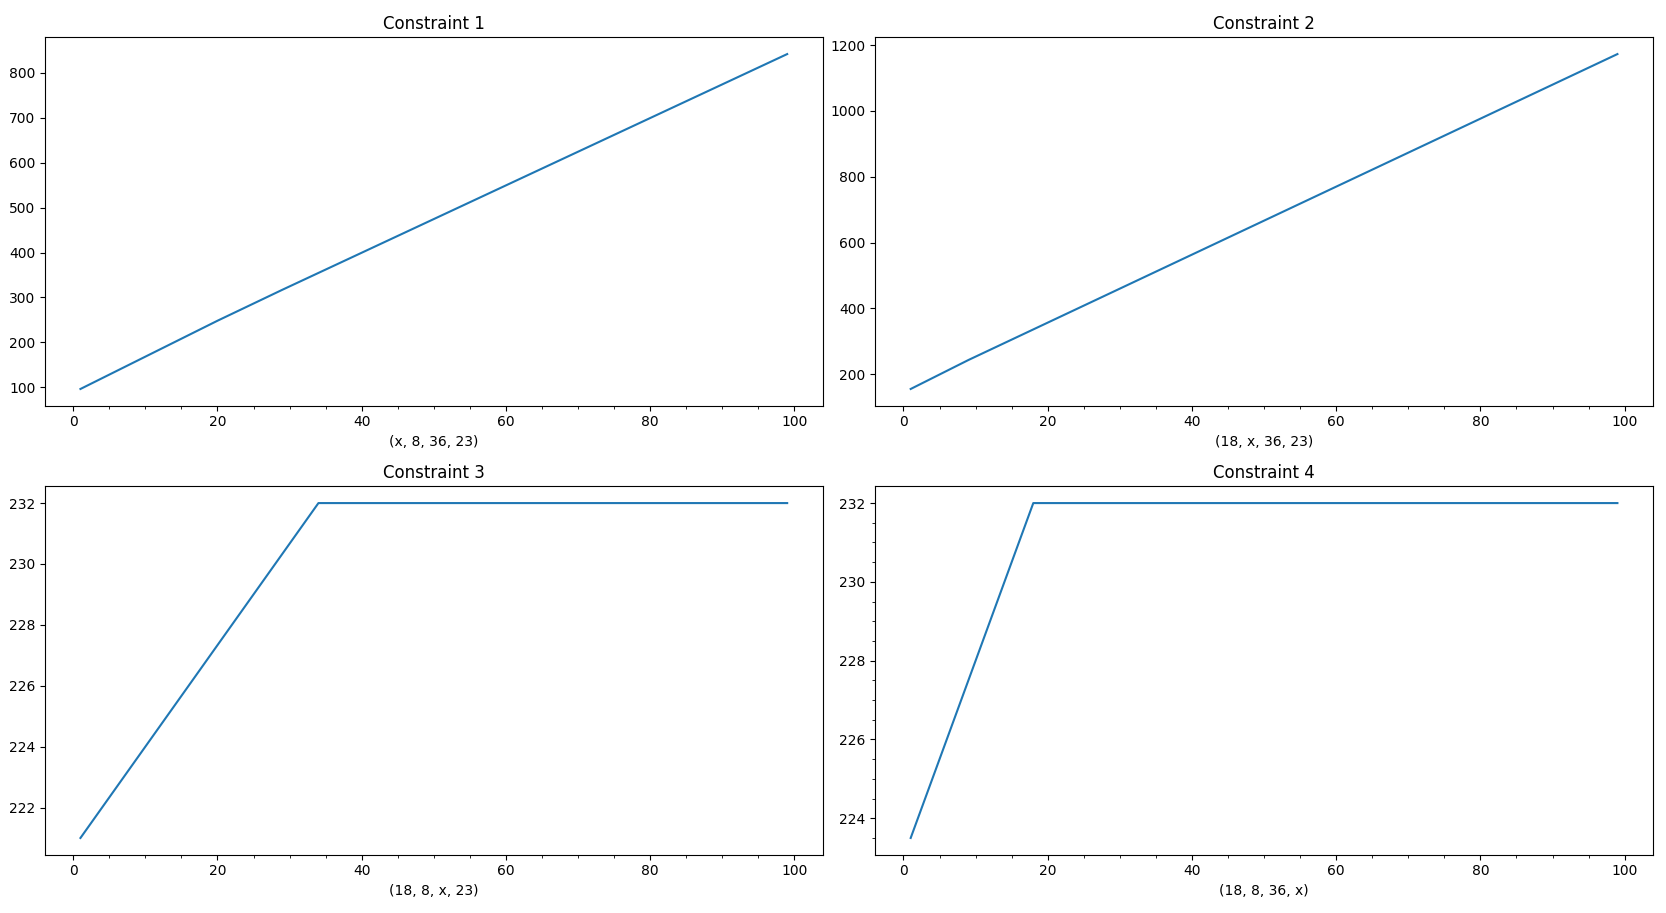 Constraint 1
800
700
600
500
400
300
200
100
0 20 40 60 80 100
(x, 8, 36, 23)
Constraint 2
1200
1000
800
600
400
200
0 20 40 60 80 100
(18, x, 36, 23)
Constraint 3
232
230
228
226
224
222
0 20 40 60 80 100
(18, 8, x, 23)
Constraint 4
232
230
228
226
224
0 20 40 60 80 100
(18, 8, 36, x)